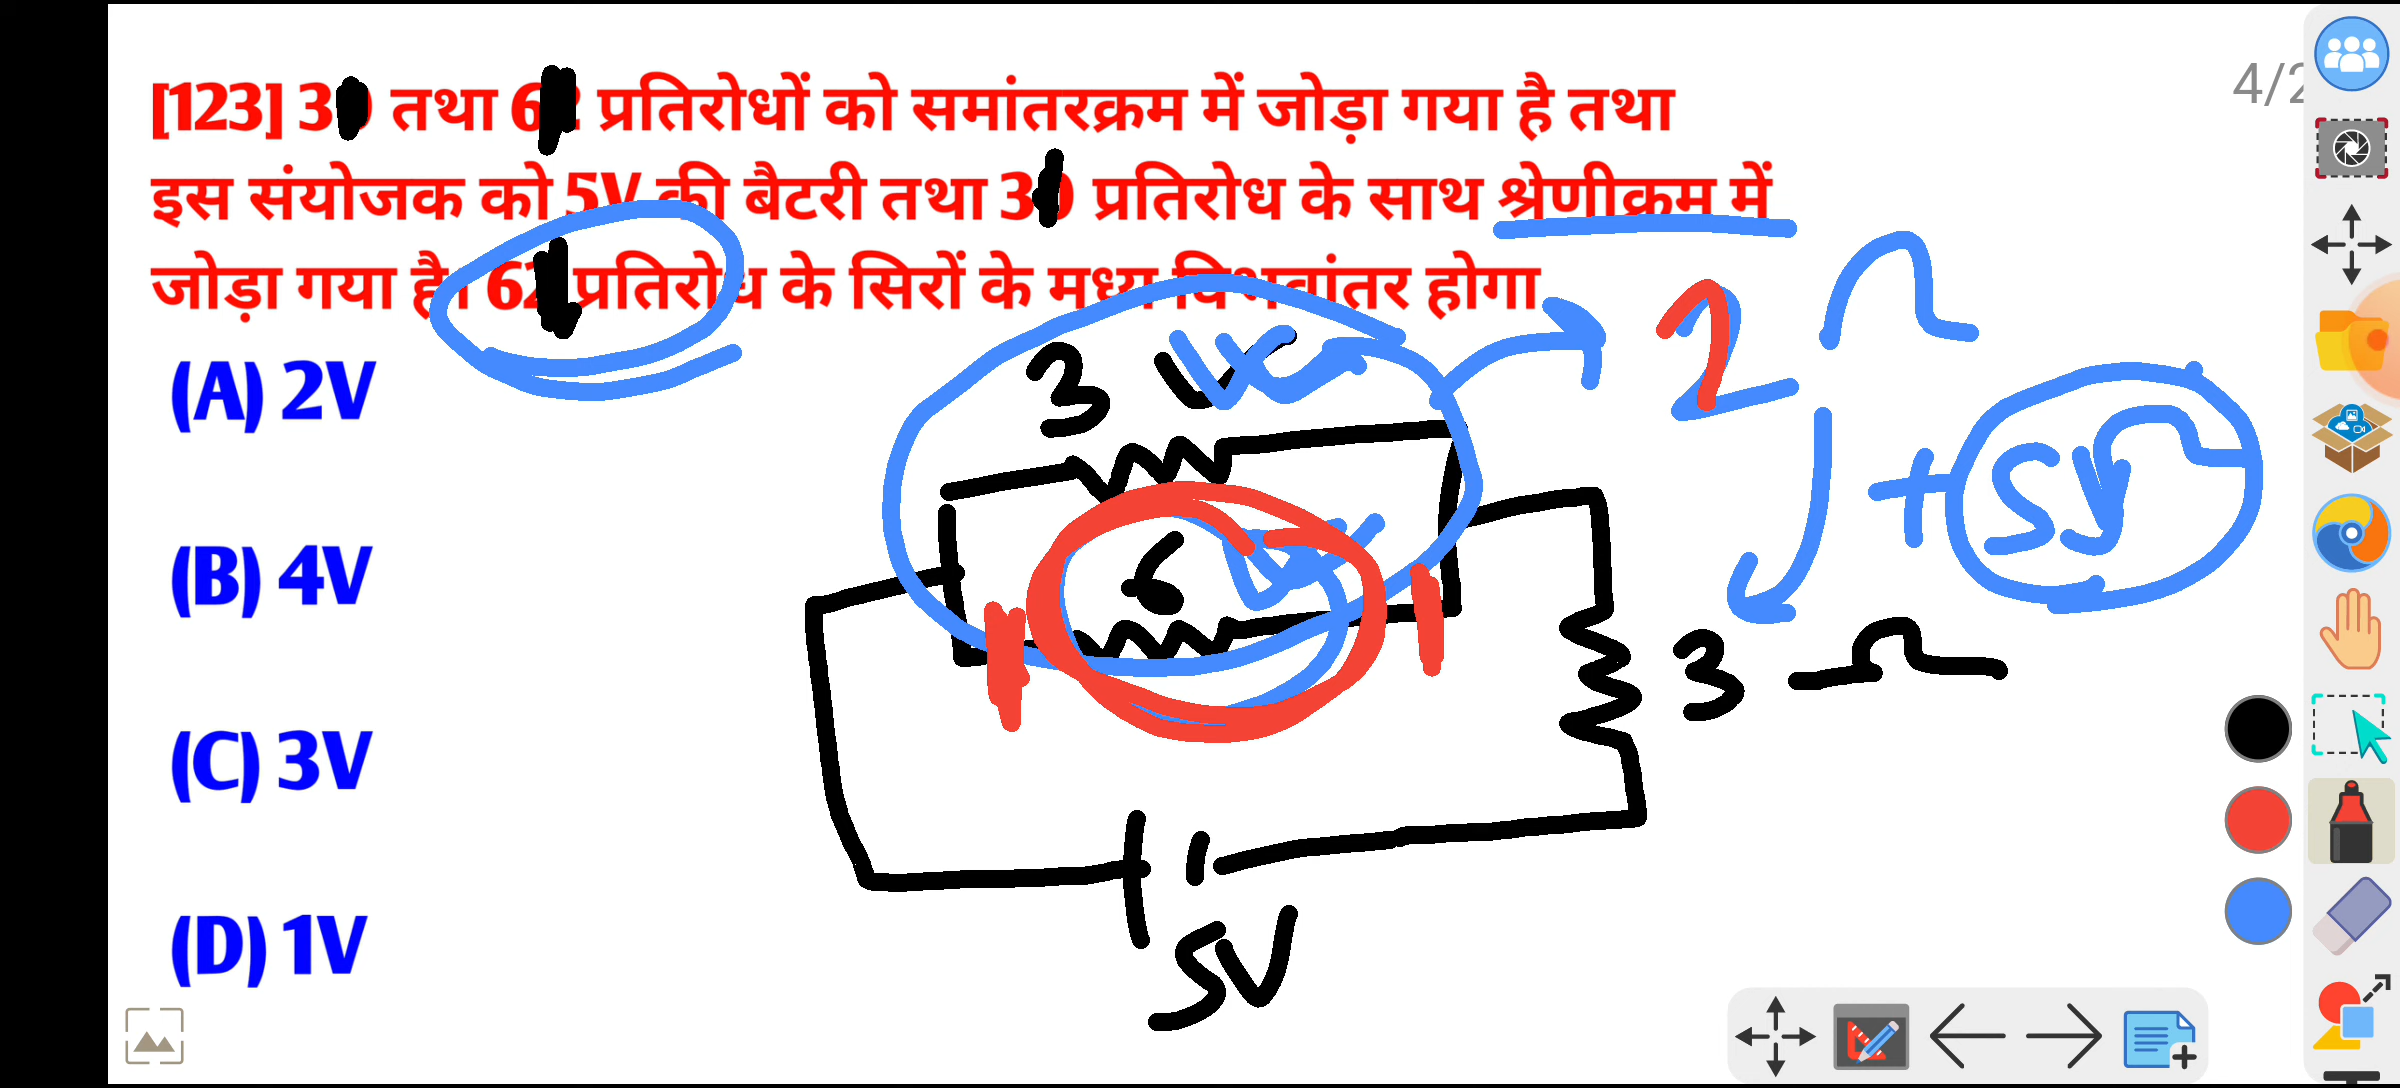 [123] 3 तथा 6 प्रतिरोधों को समांतरक्रम में जोड़ा गया है तथा
इस संयोजक को 5V की बैटरी तथा 3 प्रतिरोध के साथ श्रेणीक्रम में
जोड़ा गया है। 6 प्रतिरोध के सिरों के मध्य विभवांतर होगा
(A) 2V
(B) 4V
(C) 3V
(D) 1V
4/2
3
2 Ω
+ 5
6
3 Ω
5V